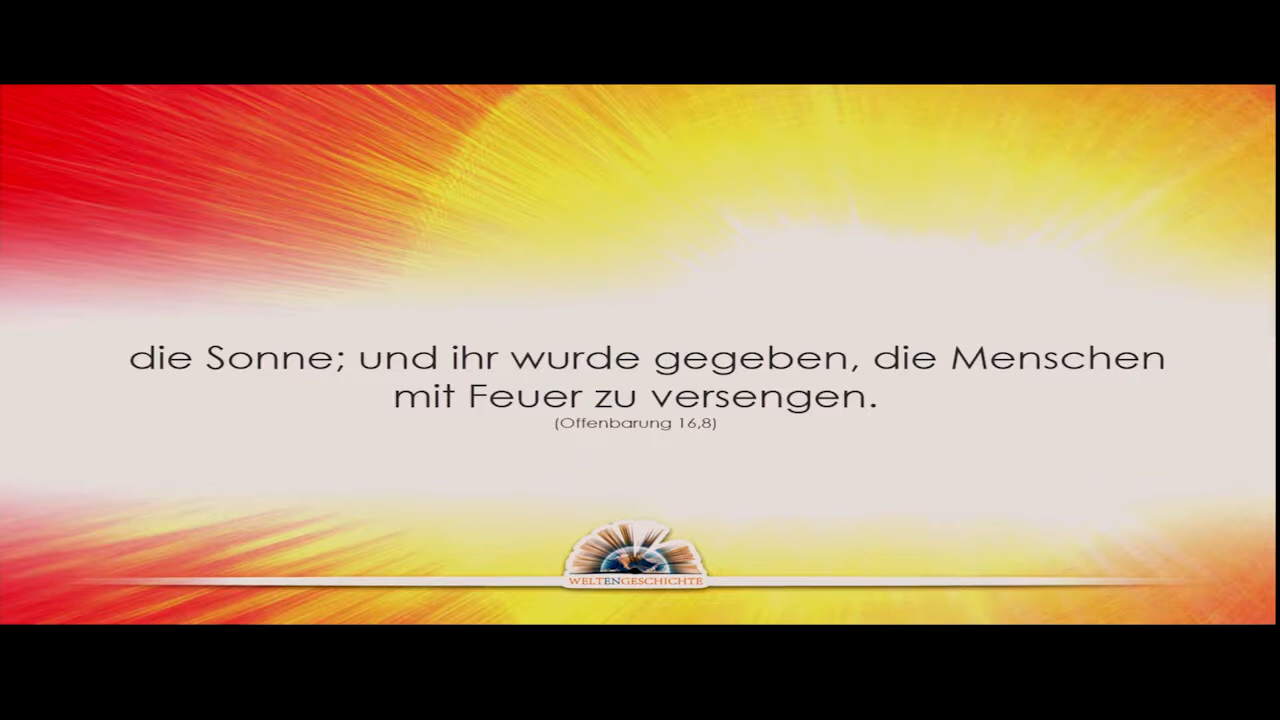 die Sonne; und ihr wurde gegeben, die Menschen
mit Feuer zu versengen.
(Offenbarung 16,8)
WELTENGESCHICHTE